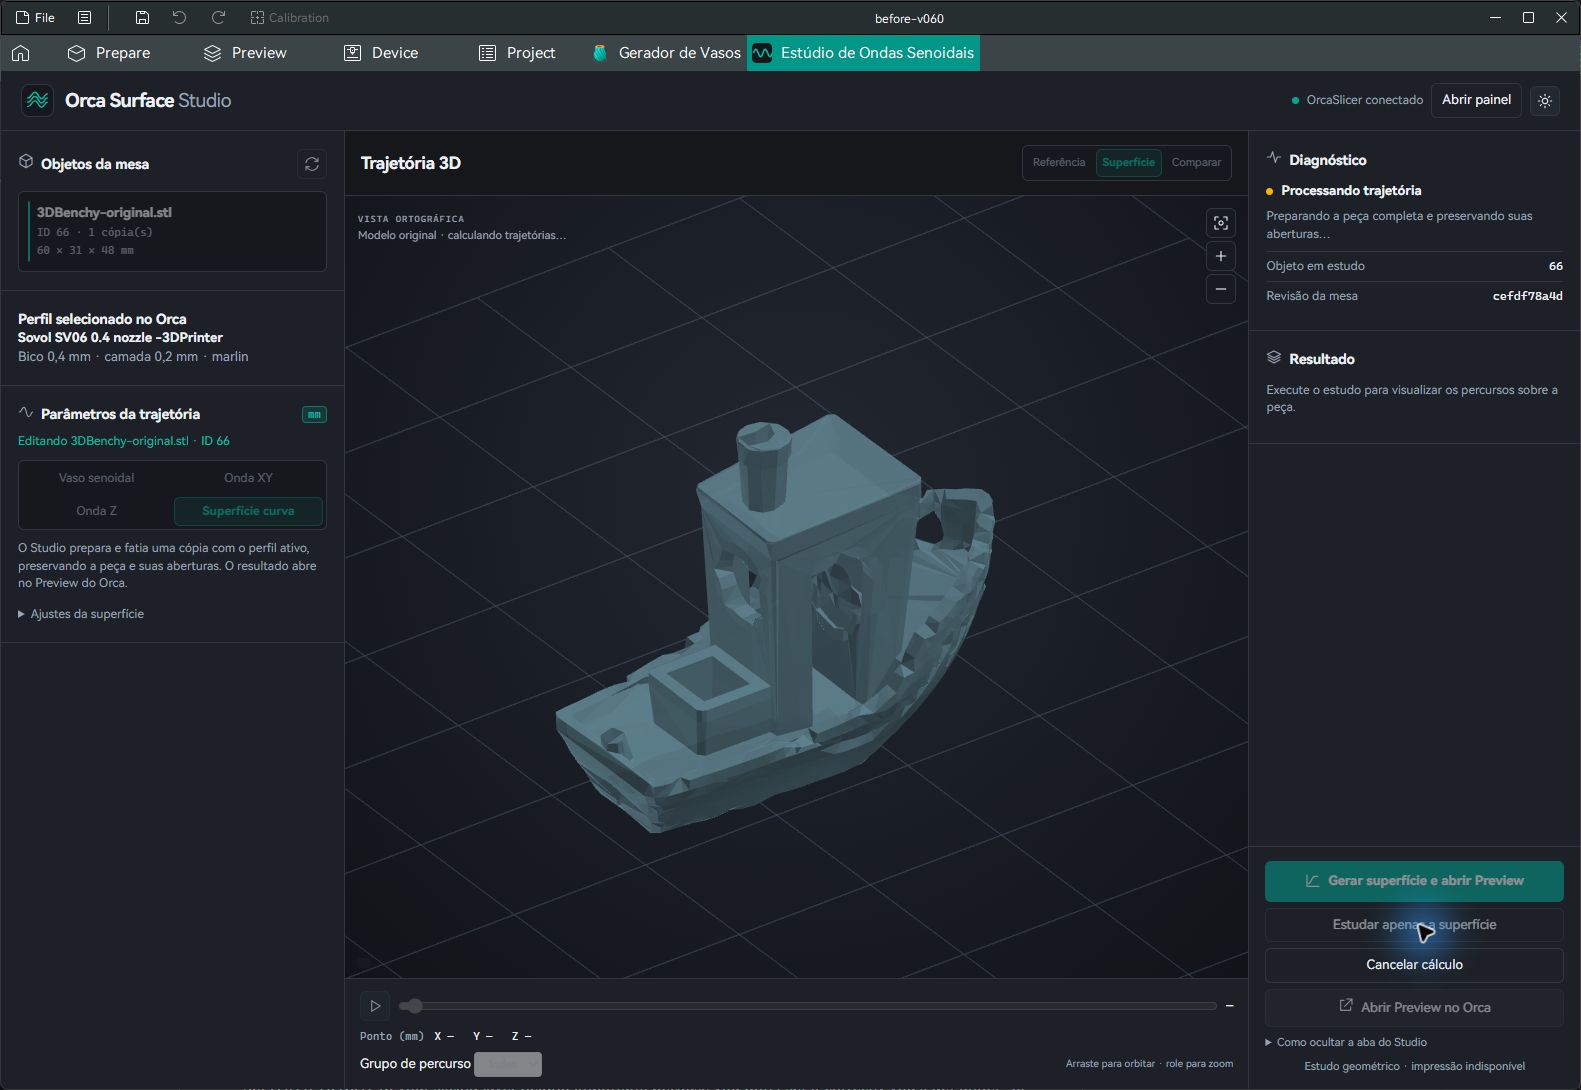 File
Calibration
before-v060
Prepare
Preview
Device
Project
Gerador de Vasos
Estúdio de Ondas Senoidais
Orca Surface Studio
OrcaSlicer conectado
Abrir painel
Objetos da mesa
3DBenchy-original.stl
ID 66 · 1 cópia(s)
60 × 31 × 48 mm
Perfil selecionado no Orca
Sovol SV06 0.4 nozzle -3DPrinter
Bico 0,4 mm · camada 0,2 mm · marlin
Parâmetros da trajetória
mm
Editando 3DBenchy-original.stl · ID 66
Vaso senoidal
Onda XY
Onda Z
Superfície curva
O Studio prepara e fatia uma cópia com o perfil ativo,
preservando a peça e suas aberturas. O resultado abre
no Preview do Orca.
Ajustes da superfície
Trajetória 3D
Referência
Superfície
Comparar
VISTA ORTOGRÁFICA
Modelo original · calculando trajetórias...
Ponto (mm) X – Y – Z –
Grupo de percurso
Arraste para orbitar · role para zoom
Diagnóstico
Processando trajetória
Preparando a peça completa e preservando suas
aberturas...
Objeto em estudo 66
Revisão da mesa cefdf78a4d
Resultado
Execute o estudo para visualizar os percursos sobre a
peça.
Gerar superfície e abrir Preview
Estudar apenas a superfície
Cancelar cálculo
Abrir Preview no Orca
Como ocultar a aba do Studio
Estudo geométrico · impressão indisponível